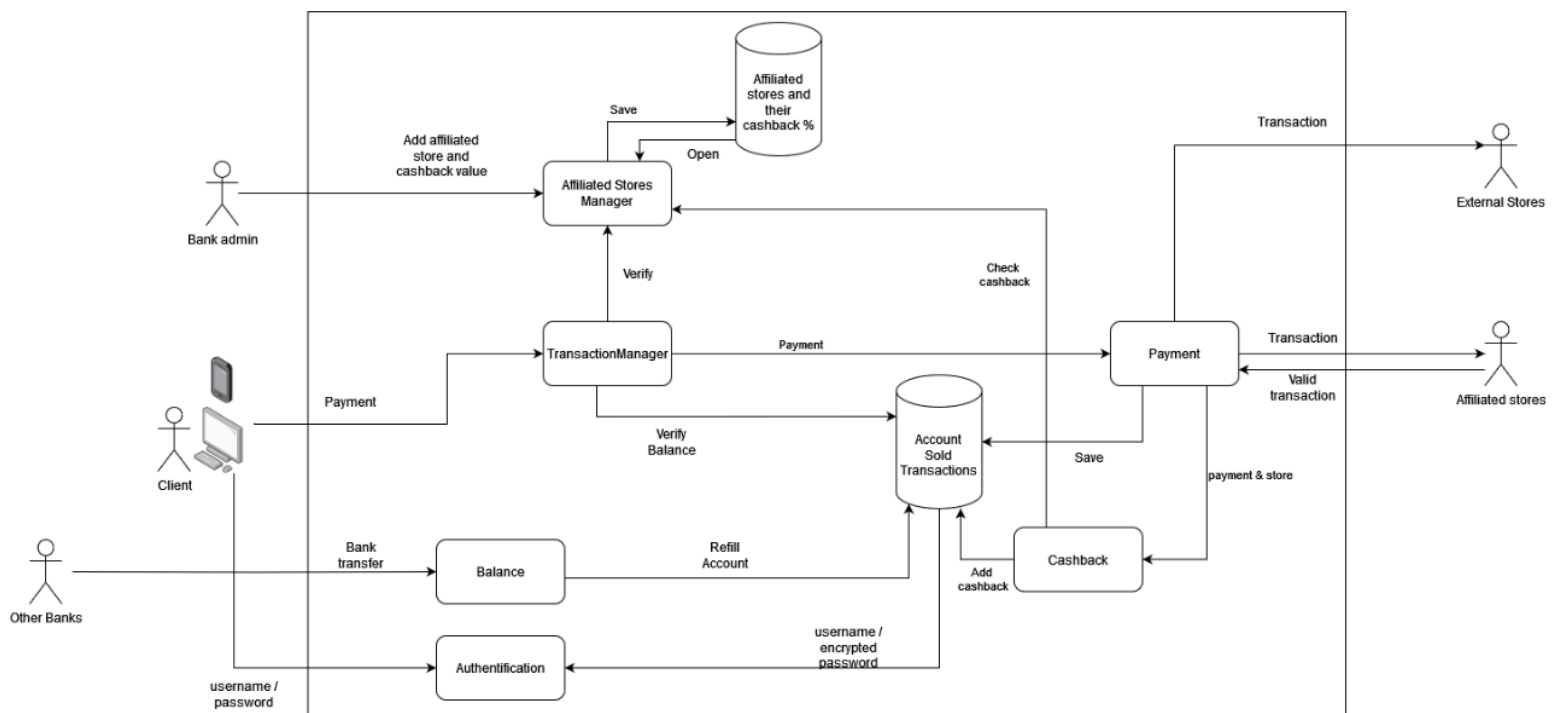 Affiliated
stores and
their
cashback %
Save
Open
Add affiliated
store and
cashback value
Affiliated Stores
Manager
Bank admin
Transaction
External Stores
Verify
Check
cashback
TransactionManager
Payment
Payment
Transaction
Valid
transaction
Affiliated stores
Payment
Client
Verify
Balance
Account
Sold
Transactions
Save
payment & store
Bank
transfer
Balance
Refill
Account
Add
cashback
Cashback
Other Banks
username /
password
Authentification
username /
encrypted
password